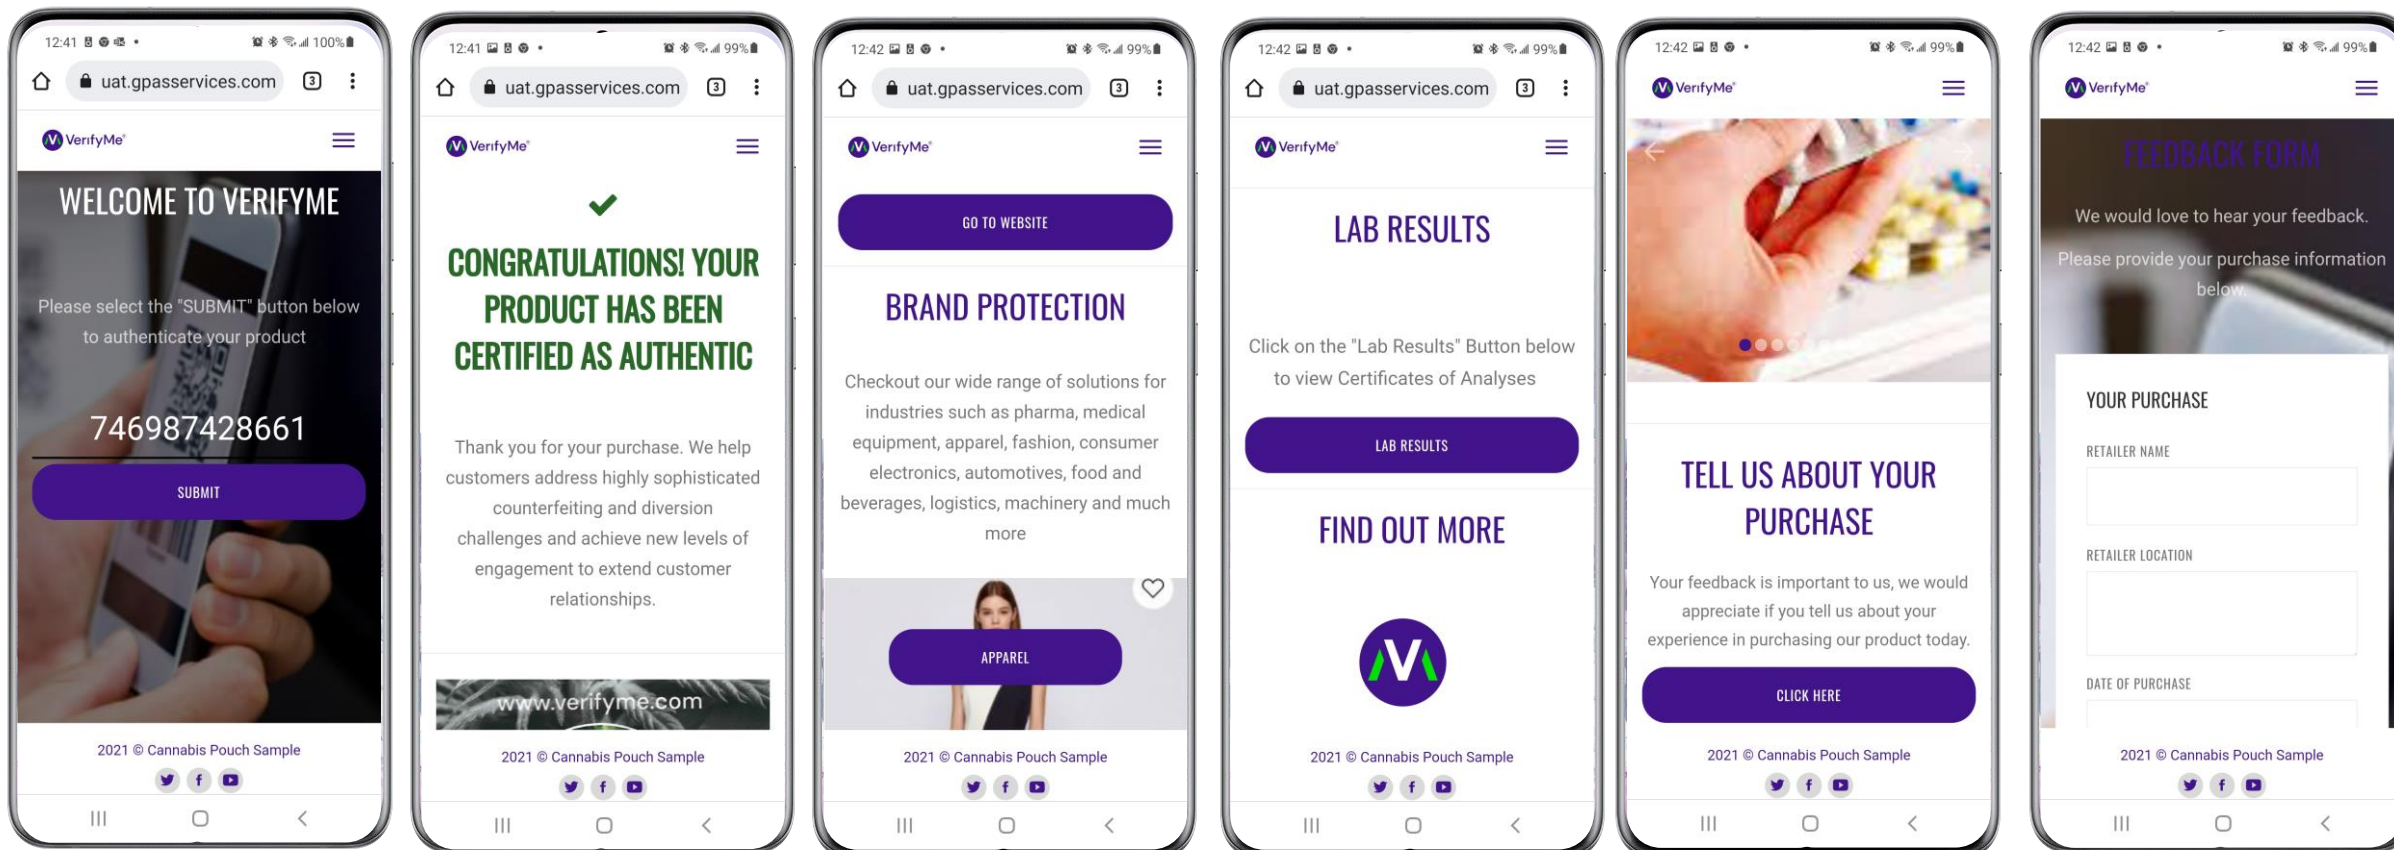 12:41
100%
uat.gpasservices.com
3
VerifyMe®
WELCOME TO VERIFYME
Please select the "SUBMIT" button below
to authenticate your product
746987428661
SUBMIT
2021 © Cannabis Pouch Sample
12:41
99%
uat.gpasservices.com
3
VerifyMe®
CONGRATULATIONS! YOUR
PRODUCT HAS BEEN
CERTIFIED AS AUTHENTIC
Thank you for your purchase. We help
customers address highly sophisticated
counterfeiting and diversion
challenges and achieve new levels of
engagement to extend customer
relationships.
www.verifyme.com
2021 © Cannabis Pouch Sample
12:42
99%
uat.gpasservices.com
3
VerifyMe®
GO TO WEBSITE
BRAND PROTECTION
Checkout our wide range of solutions for
industries such as pharma, medical
equipment, apparel, fashion, consumer
electronics, automotives, food and
beverages, logistics, machinery and much
more
APPAREL
2021 © Cannabis Pouch Sample
12:42
99%
uat.gpasservices.com
3
VerifyMe®
LAB RESULTS
Click on the "Lab Results" Button below
to view Certificates of Analyses
LAB RESULTS
FIND OUT MORE
2021 © Cannabis Pouch Sample
12:42
99%
VerifyMe®
TELL US ABOUT YOUR
PURCHASE
Your feedback is important to us, we would
appreciate if you tell us about your
experience in purchasing our product today.
CLICK HERE
2021 © Cannabis Pouch Sample
12:42
99%
VerifyMe®
FEEDBACK FORM
We would love to hear your feedback.
Please provide your purchase information
below.
YOUR PURCHASE
RETAILER NAME
RETAILER LOCATION
DATE OF PURCHASE
2021 © Cannabis Pouch Sample